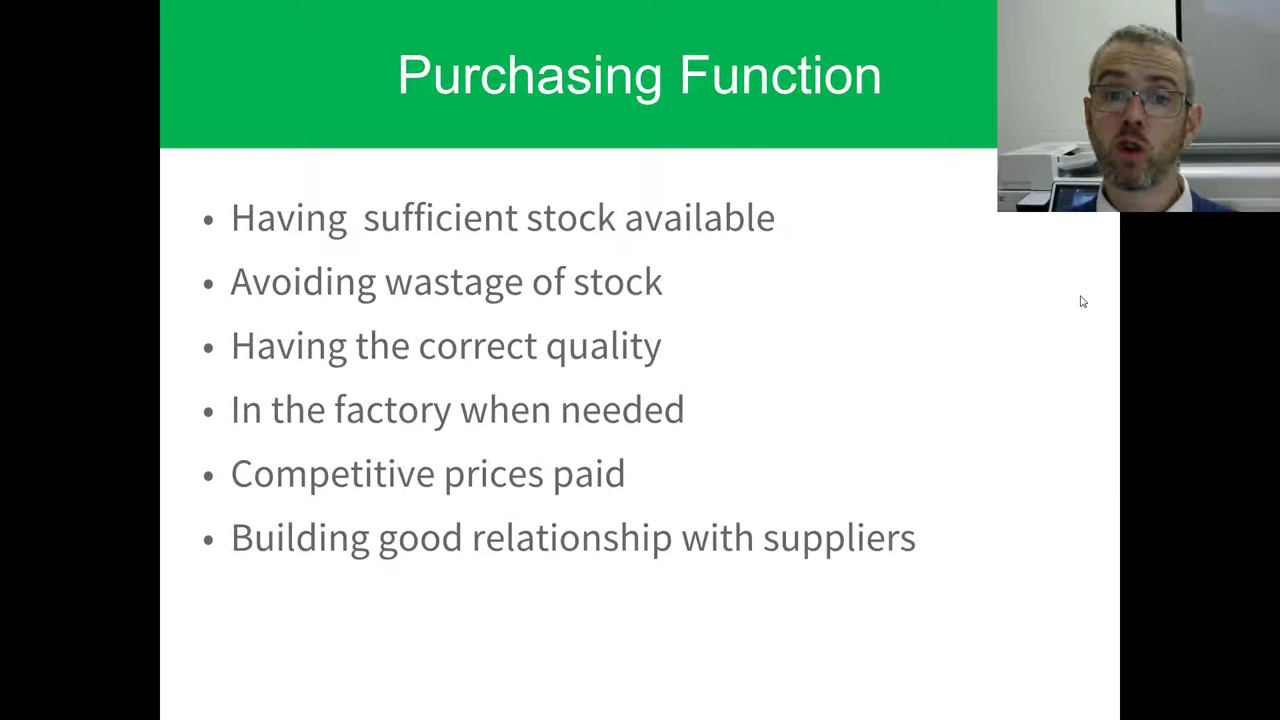 Purchasing Function
• Having  sufficient stock available
• Avoiding wastage of stock
• Having the correct quality
• In the factory when needed
• Competitive prices paid
• Building good relationship with suppliers